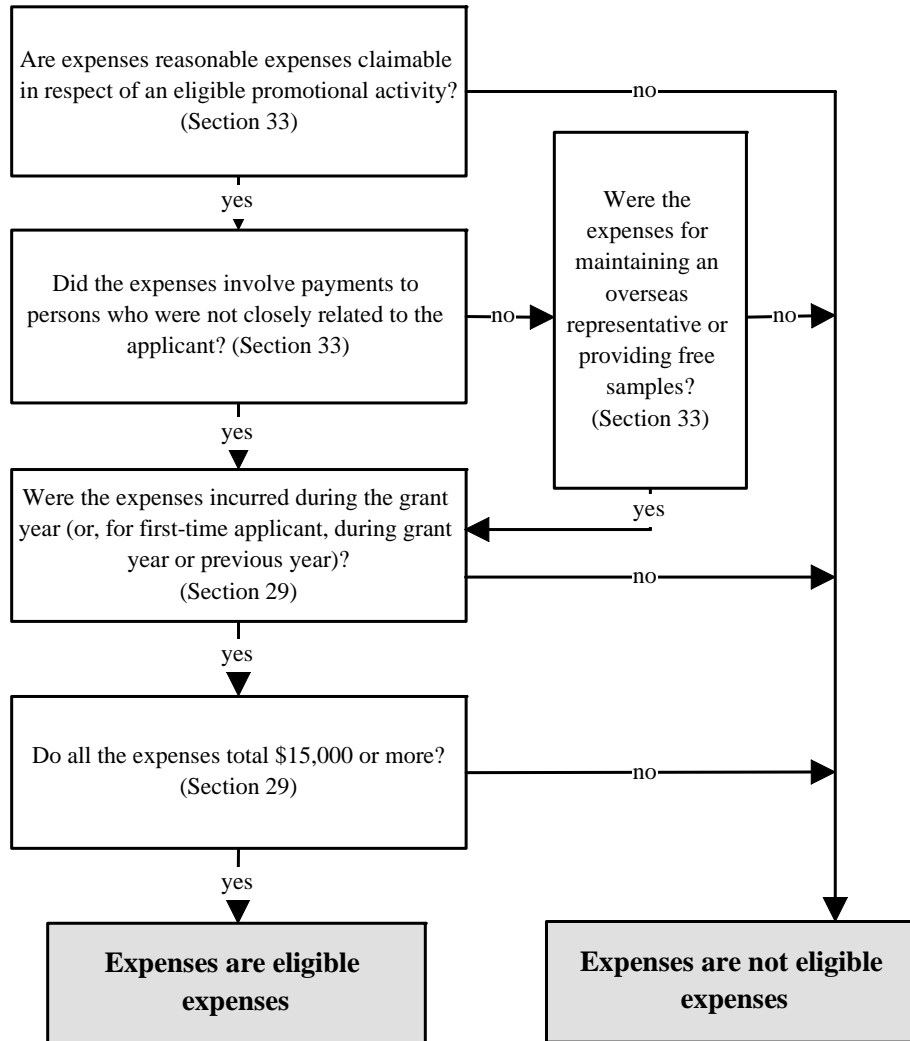 Are expenses reasonable expenses claimable
in respect of an eligible promotional activity?
(Section 33)
no
yes
Were the
expenses for
maintaining an
overseas
representative or
providing free
samples?
(Section 33)
Did the expenses involve payments to
persons who were not closely related to the
applicant? (Section 33)
no
no
yes
yes
Were the expenses incurred during the grant
year (or, for first-time applicant, during grant
year or previous year)?
(Section 29)
no
yes
Do all the expenses total $15,000 or more?
(Section 29)
no
yes
Expenses are eligible
expenses
Expenses are not eligible
expenses